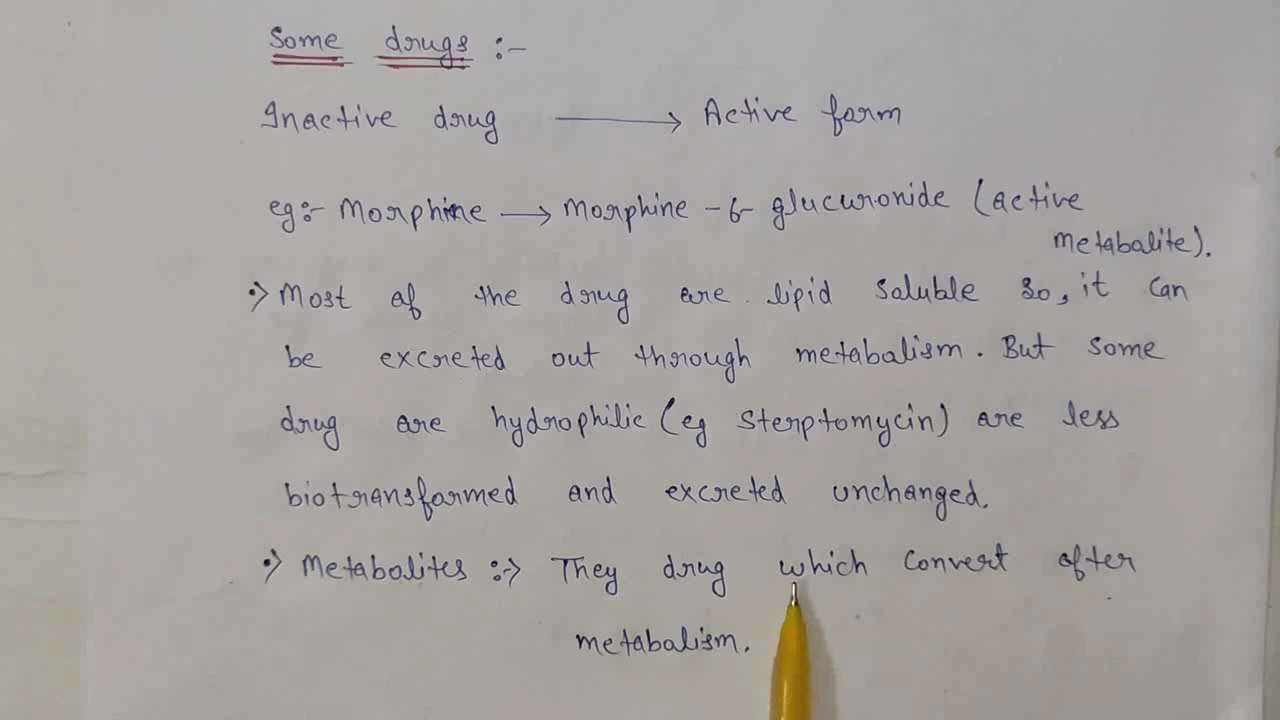 Some drugs :-
Inactive drug ⟶ Active form
eg:- Morphine ⟶ Morphine -6- glucuronide (active
metabalite).
•> Most of the drug are lipid soluble so, it can
be excreted out through metabalism. But some
drug are hydrophilic (eg sterptomycin) are less
biotransformed and excreted unchanged.
•> Metabolites :-> They drug which convert after
metabalism.